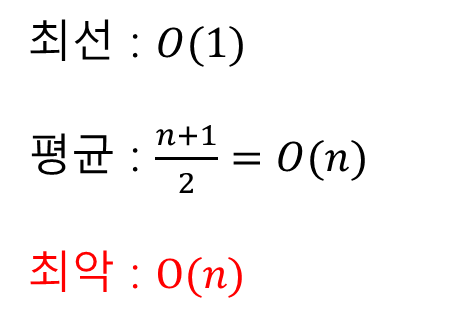 최선 : O(1)
평균 : n+1/2 = O(n)
최악 : O(n)